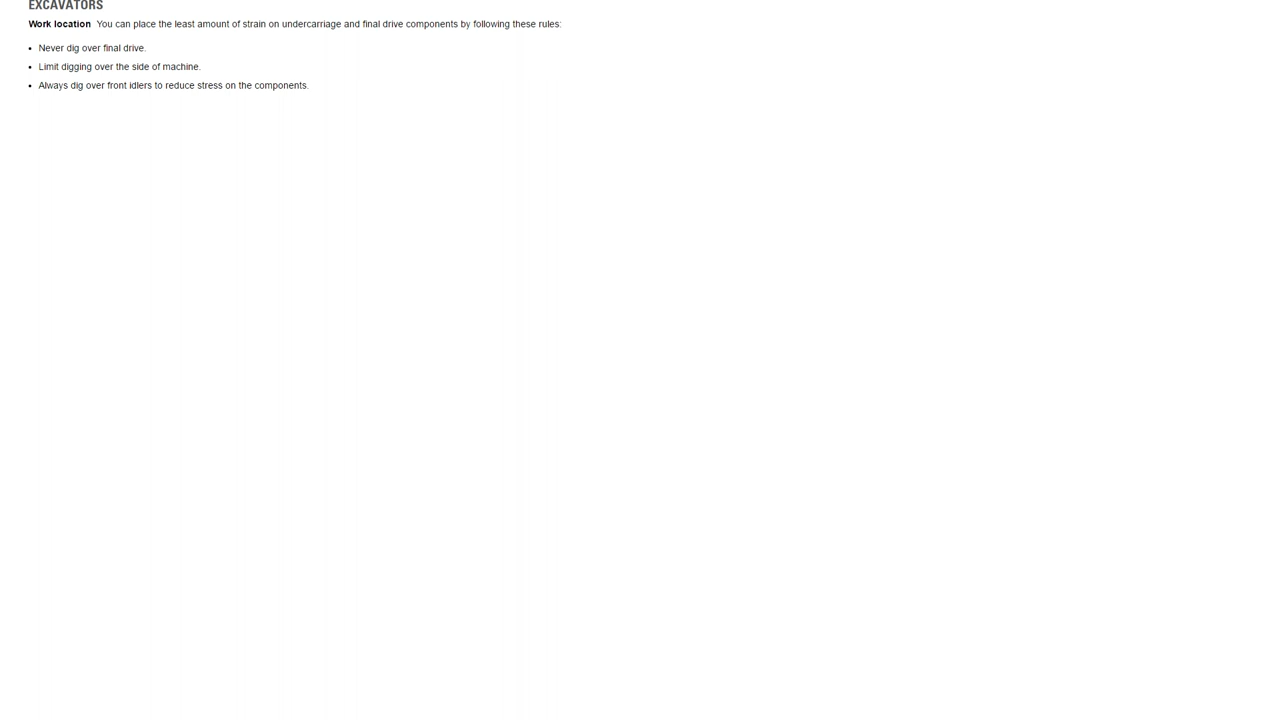 EXCAVATORS
Work location You can place the least amount of strain on undercarriage and final drive components by following these rules:
• Never dig over final drive.
• Limit digging over the side of machine.
• Always dig over front idlers to reduce stress on the components.